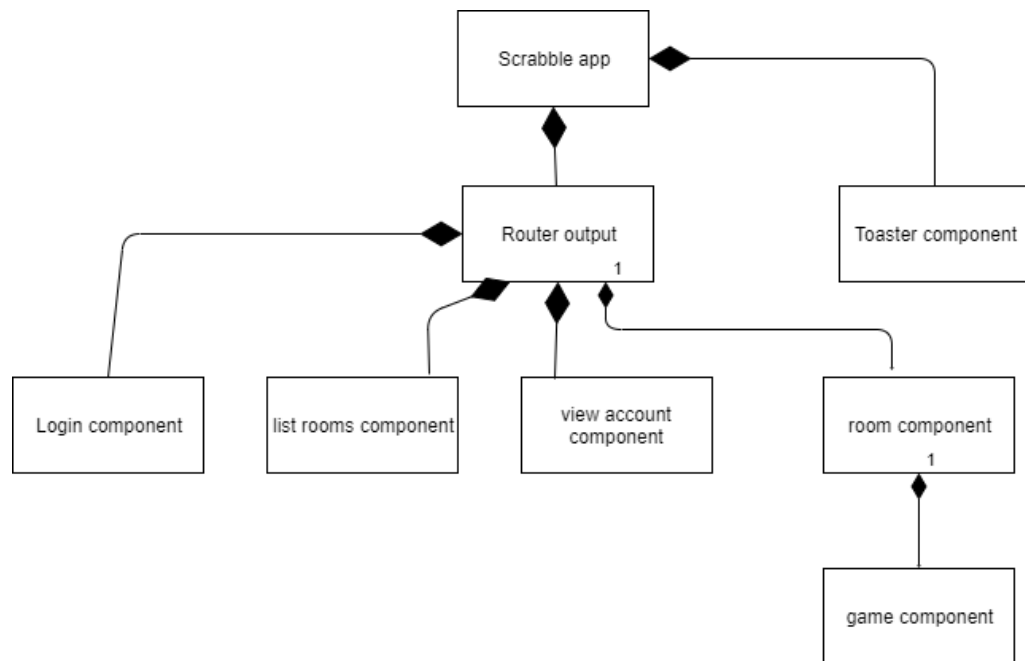 Scrabble app
Router output
1
Toaster component
Login component
list rooms component
view account
component
room component
1
game component